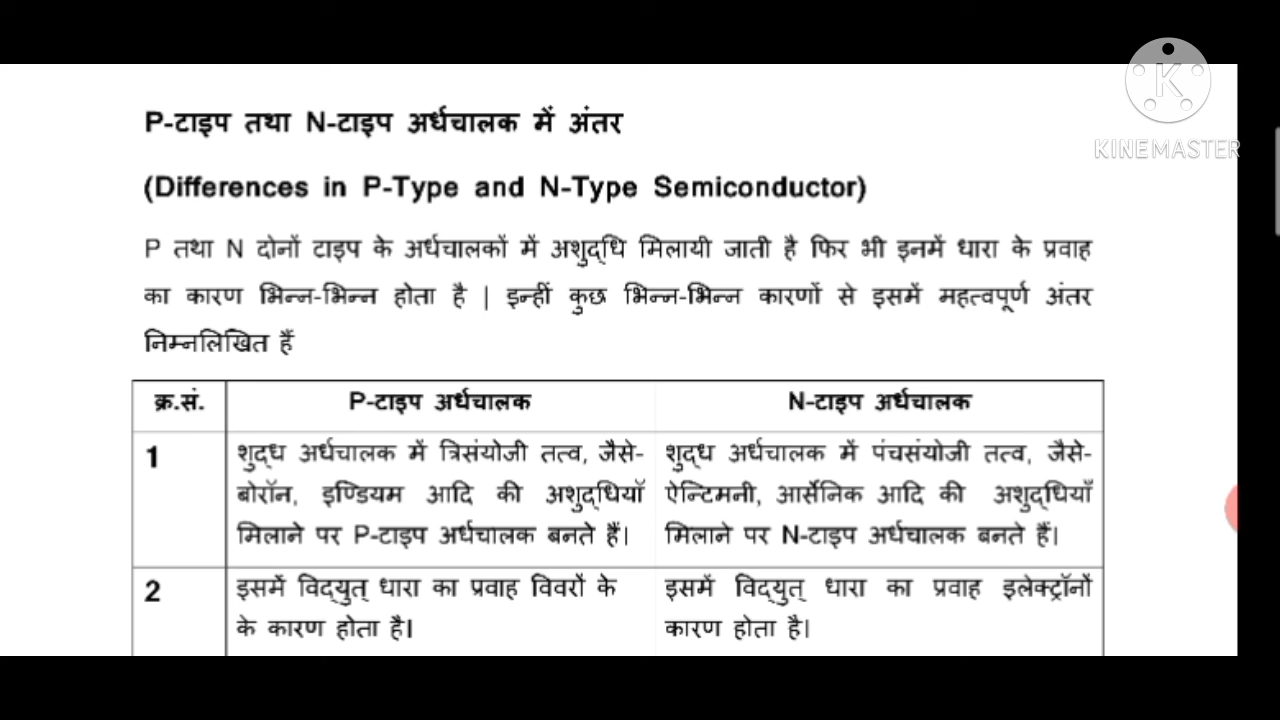 KINEMASTER
P-टाइप तथा N-टाइप अर्धचालक में अंतर
(Differences in P-Type and N-Type Semiconductor)
P तथा N दोनों टाइप के अर्धचालकों में अशुद्धि मिलायी जाती है फिर भी इनमें धारा के प्रवाह
का कारण भिन्न-भिन्न होता है | इन्हीं कुछ भिन्न-भिन्न कारणों से इसमें महत्वपूर्ण अंतर
निम्नलिखित हैं
क्र.सं. P-टाइप अर्धचालक N-टाइप अर्धचालक
1
शुद्ध अर्धचालक में त्रिसंयोजी तत्व, जैसे-
बोरॉन, इण्डियम आदि की अशुद्धियाँ
मिलाने पर P-टाइप अर्धचालक बनते हैं।
शुद्ध अर्धचालक में पंचसंयोजी तत्व, जैसे-
ऐन्टिमनी, आर्सेनिक आदि की अशुद्धियाँ
मिलाने पर N-टाइप अर्धचालक बनते हैं।
2
इसमें विद्युत् धारा का प्रवाह विवरों के
के कारण होता है।
इसमें विद्युत् धारा का प्रवाह इलेक्ट्रॉनों
कारण होता है।